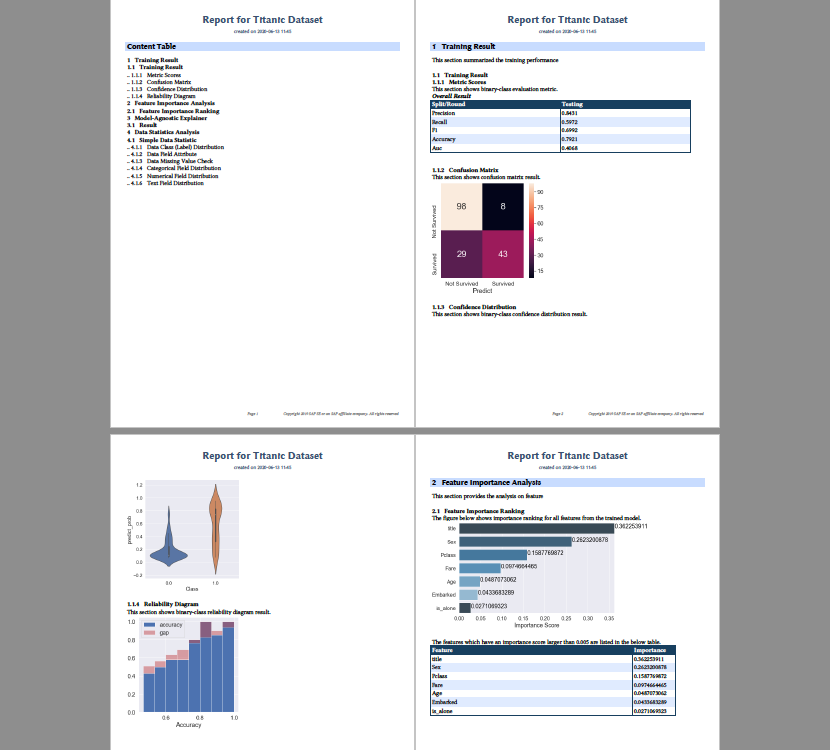 Report for Titanic Dataset
created on 2020-06-13 11:45
Content Table
1 Training Result
1.1 Training Result
... 1.1.1 Metric Scores
... 1.1.2 Confusion Matrix
... 1.1.3 Confidence Distribution
... 1.1.4 Reliability Diagram
2 Feature Importance Analysis
2.1 Feature Importance Ranking
3 Model-Agnostic Explainer
3.1 Result
4 Data Statistics Analysis
4.1 Simple Data Statistic
... 4.1.1 Data Class (Label) Distribution
... 4.1.2 Data Field Attribute
... 4.1.3 Data Missing Value Check
... 4.1.4 Categorical Field Distribution
... 4.1.5 Numerical Field Distribution
... 4.1.6 Text Field Distribution
Page 1 Copyright 2019 SAP SE or an SAP affiliate company. All rights reserved
Report for Titanic Dataset
created on 2020-06-13 11:45
1 Training Result
This section summarized the training performance
1.1 Training Result
1.1.1 Metric Scores
This section shows binary-class evaluation metric.
Overall Result
Split/Round Testing
Precision 0.8431
Recall 0.5972
F1 0.6992
Accuracy 0.7921
Auc 0.4068
1.1.2 Confusion Matrix
This section shows confusion matrix result.
Not Survived 98 8
Survived 29 43
Not Survived Survived
Predict
90
75
60
45
30
15
1.1.3 Confidence Distribution
This section shows binary-class confidence distribution result.
Copyright 2019 SAP SE or an SAP affiliate company. All rights reserved
Report for Titanic Dataset
created on 2020-06-13 11:45
predict_prob
1.2
1.0
0.8
0.6
0.4
0.2
0.0
-0.2
0.0 1.0
Class
1.1.4 Reliability Diagram
This section shows binary-class reliability diagram result.
accuracy
gap
1.0
0.8
0.6
0.4
0.2
0.0
0.6 0.8 1.0
Accuracy
Report for Titanic Dataset
created on 2020-06-13 11:45
2 Feature Importance Analysis
This section provides the analysis on feature
2.1 Feature Importance Ranking
The figure below shows importance ranking for all features from the trained model.
title 0.362253911
Sex 0.2623200878
Pclass 0.1587769872
Fare 0.0974664465
Age 0.0487073062
Embarked 0.0433683289
is_alone 0.0271069323
0.00 0.05 0.10 0.15 0.20 0.25 0.30 0.35
Importance Score
The features which have an importance score larger than 0.005 are listed in the below table.
Feature Importance
title 0.362253911
Sex 0.2623200878
Pclass 0.1587769872
Fare 0.0974664465
Age 0.0487073062
Embarked 0.0433683289
is_alone 0.0271069323